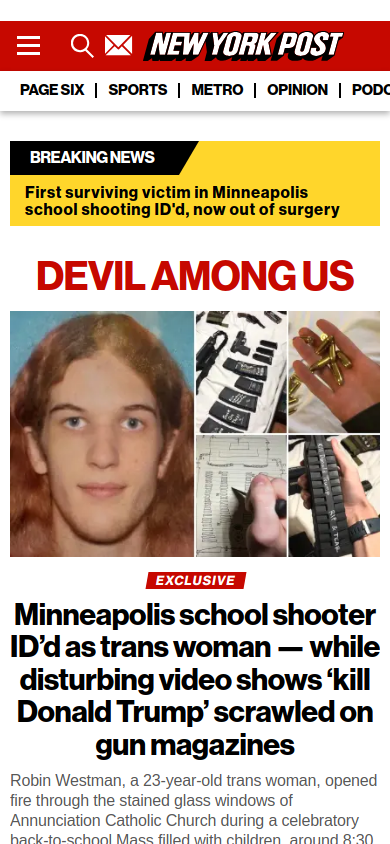 NEW YORK POST
PAGE SIX | SPORTS | METRO | OPINION | PODC
BREAKING NEWS
First surviving victim in Minneapolis
school shooting ID'd, now out of surgery
DEVIL AMONG US
EXCLUSIVE
Minneapolis school shooter
ID’d as trans woman — while
disturbing video shows ‘kill
Donald Trump’ scrawled on
gun magazines
Robin Westman, a 23-year-old trans woman, opened
fire through the stained glass windows of
Annunciation Catholic Church during a celebratory
back-to-school Mass filled with children, around 8:30